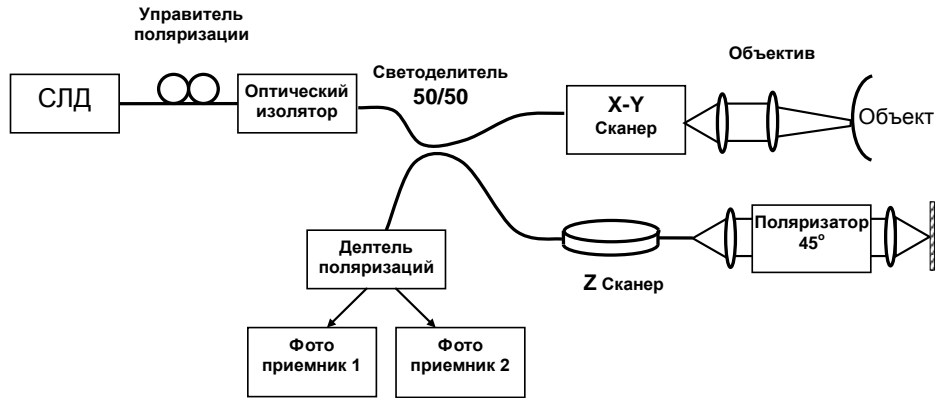 Управитель
поляризации
СЛД
Оптический
изолятор
Светоделитель
50/50
X-Y
Сканер
Объектив
Объект
Делтель
поляризаций
Z Сканер
Поляризатор
45°
Фото
приемник 1
Фото
приемник 2